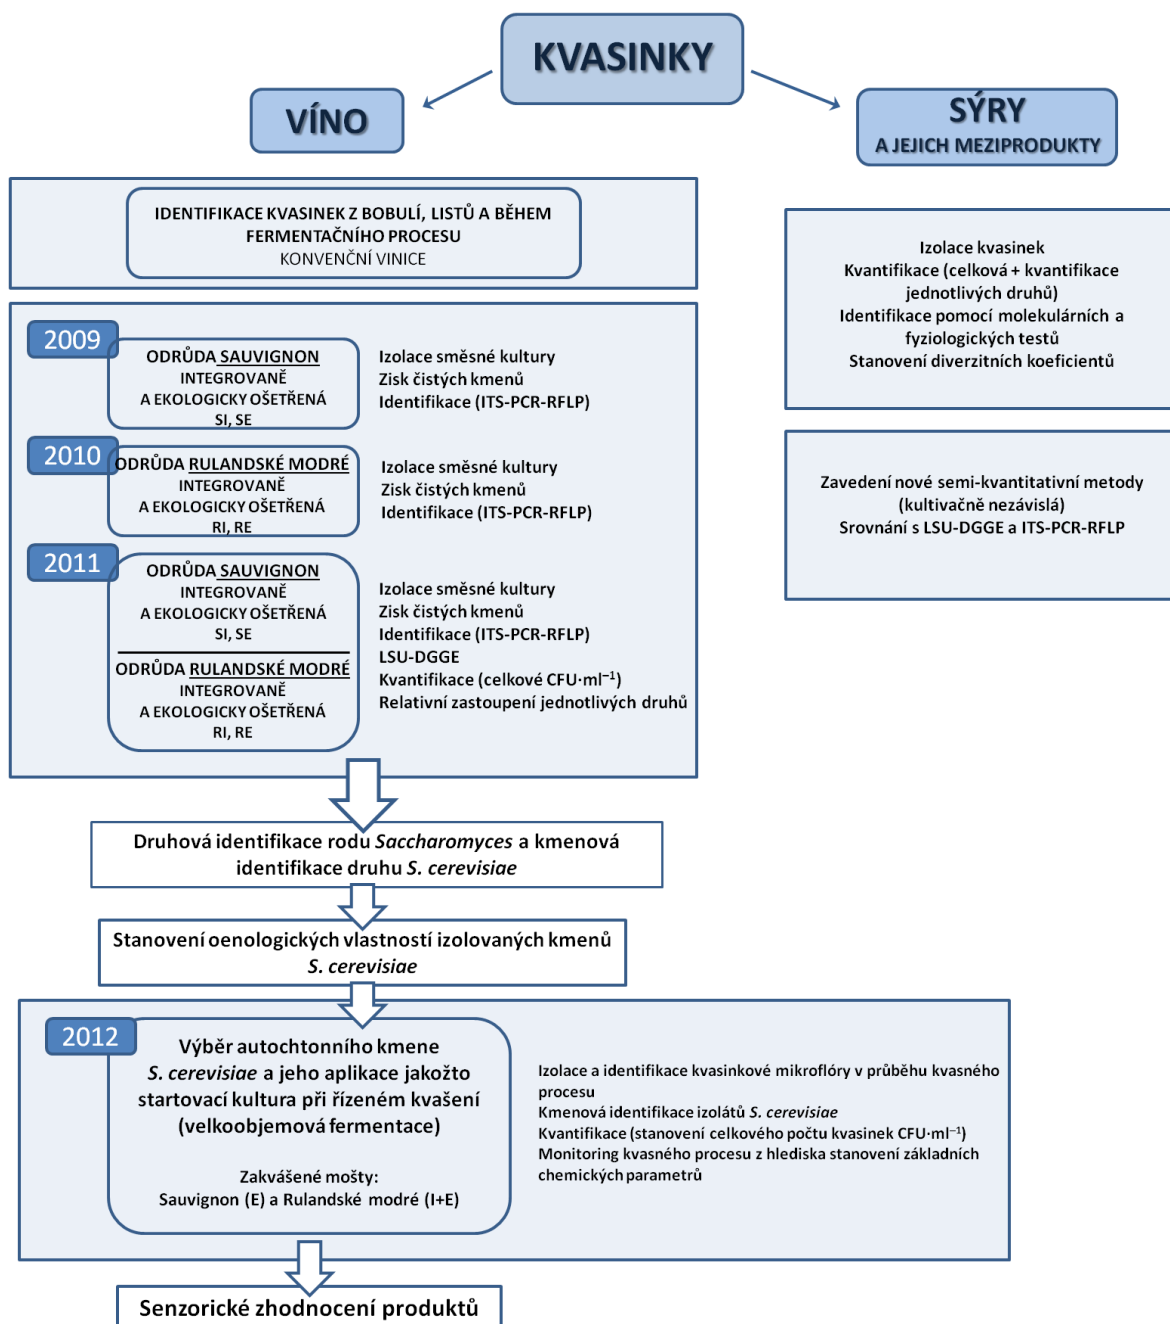 KVASINKY
VÍNO
SÝRY
A JEJICH MEZIPRODUKTY
IDENTIFIKACE KVASINEK Z BOBULÍ, LISTŮ A BĚHEM
FERMENTAČNÍHO PROCESU
KONVENČNÍ VINICE
2009
ODRŮDA SAUVIGNON
INTEGROVANĚ
A EKOLOGICKY OŠETŘENÁ
SI, SE
Izolace směsné kultury
Zisk čistých kmenů
Identifikace (ITS-PCR-RFLP)
2010
ODRŮDA RULANDSKÉ MODRÉ
INTEGROVANĚ
A EKOLOGICKY OŠETŘENÁ
RI, RE
Izolace směsné kultury
Zisk čistých kmenů
Identifikace (ITS-PCR-RFLP)
2011
ODRŮDA SAUVIGNON
INTEGROVANĚ
A EKOLOGICKY OŠETŘENÁ
SI, SE
ODRŮDA RULANDSKÉ MODRÉ
INTEGROVANĚ
A EKOLOGICKY OŠETŘENÁ
RI, RE
Izolace směsné kultury
Zisk čistých kmenů
Identifikace (ITS-PCR-RFLP)
LSU-DGGE
Kvantifikace (celkové CFU·ml⁻¹)
Relativní zastoupení jednotlivých druhů
Izolace kvasinek
Kvantifikace (celková + kvantifikace
jednotlivých druhů)
Identifikace pomocí molekulárních a
fyziologických testů
Stanovení diverzitních koeficientů
Zavedení nové semi-kvantitativní metody
(kultivačně nezávislá)
Srovnání s LSU-DGGE a ITS-PCR-RFLP
Druhová identifikace rodu Saccharomyces a kmenová
identifikace druhu S. cerevisiae
Stanovení oenologických vlastností izolovaných kmenů
S. cerevisiae
2012
Výběr autochtonního kmene
S. cerevisiae a jeho aplikace jakožto
startovací kultura při řízeném kvašení
(velkoobjemová fermentace)
Zakvášené mošty:
Sauvignon (E) a Rulandské modré (I+E)
Izolace a identifikace kvasinkové mikroflóry v průběhu kvasného
procesu
Kmenová identifikace izolátů S. cerevisiae
Kvantifikace (stanovení celkového počtu kvasinek CFU·ml⁻¹)
Monitoring kvasného procesu z hlediska stanovení základních
chemických parametrů
Senzorické zhodnocení produktů